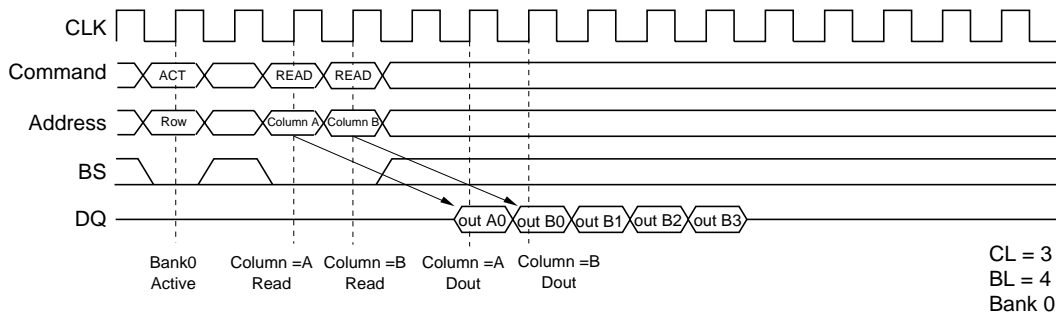 CLK
Command ACT READ READ
Address Row Column A Column B
BS
DQ out A0 out B0 out B1 out B2 out B3
Bank0 Column =A Column =B Column =A Column =B
Active Read Read Dout Dout
CL = 3
BL = 4
Bank 0